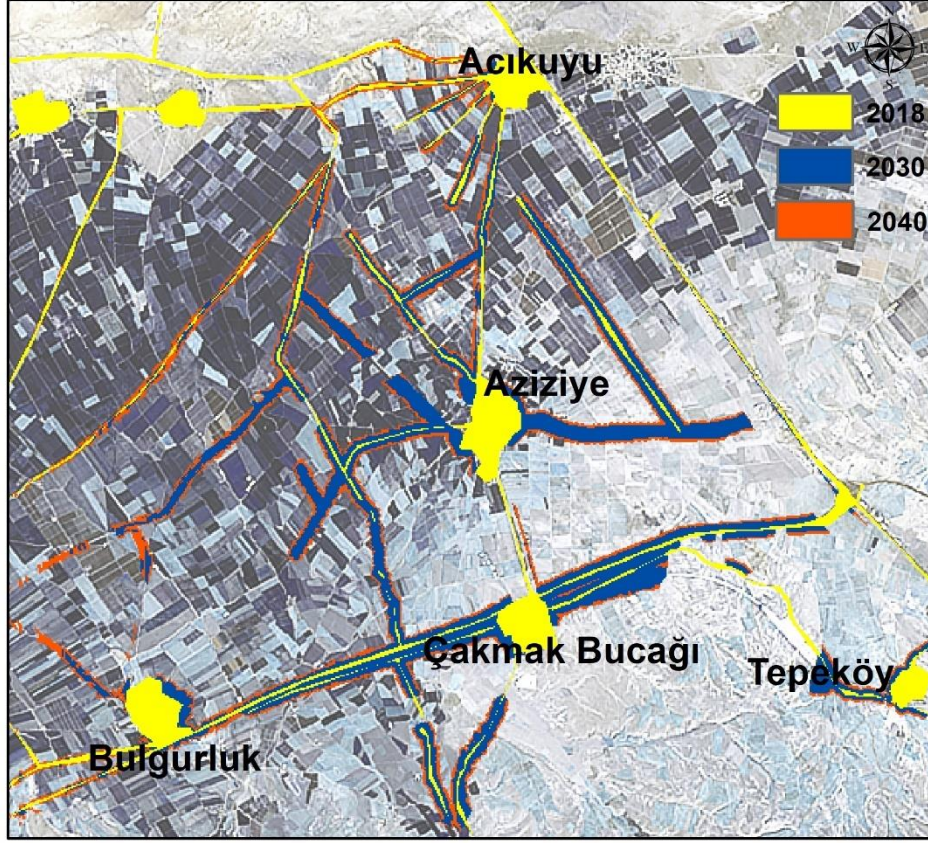 Acıkuyu
W
E
S
2018
2030
2040
Aziziye
Çakmak Bucağı
Tepeköy
Bulgurluk